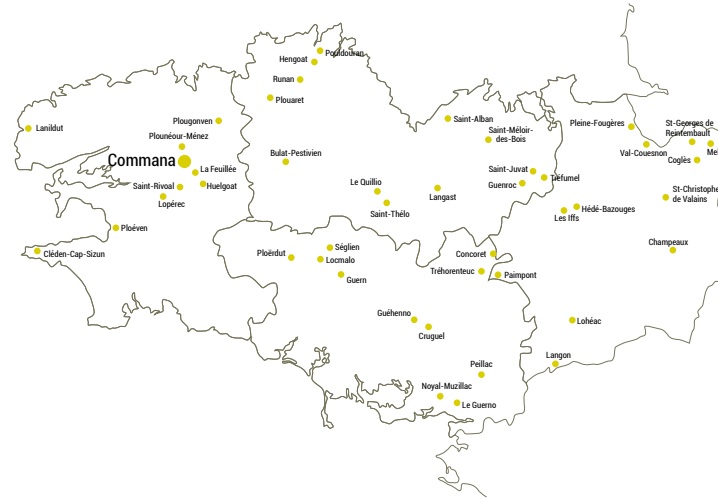 Pouldouran
Hengoat
Runan
Plouaret
Lanildut
Plougonven
Plounéour-Ménez
Commana
La Feuillée
Saint-Rivoal
Huelgoat
Lopérec
Ploéven
Cléden-Cap-Sizun
Bulat-Pestivien
Le Quillio
Saint-Thélo
Langast
Saint-Alban
Saint-Méloir-
des-Bois
Saint-Juvat
Tréfumel
Guenroc
Pleine-Fougères
St-Georges de
Reintembault
Val-Couesnon
Coglès
St-Christophe
de Valains
Hédé-Bazouges
Les Iffs
Champeaux
Ploërdut
Séglien
Locmalo
Guern
Concoret
Tréhorenteuc
Paimpont
Guéhenno
Cruguel
Lohéac
Langon
Peillac
Noyal-Muzillac
Le Guerno